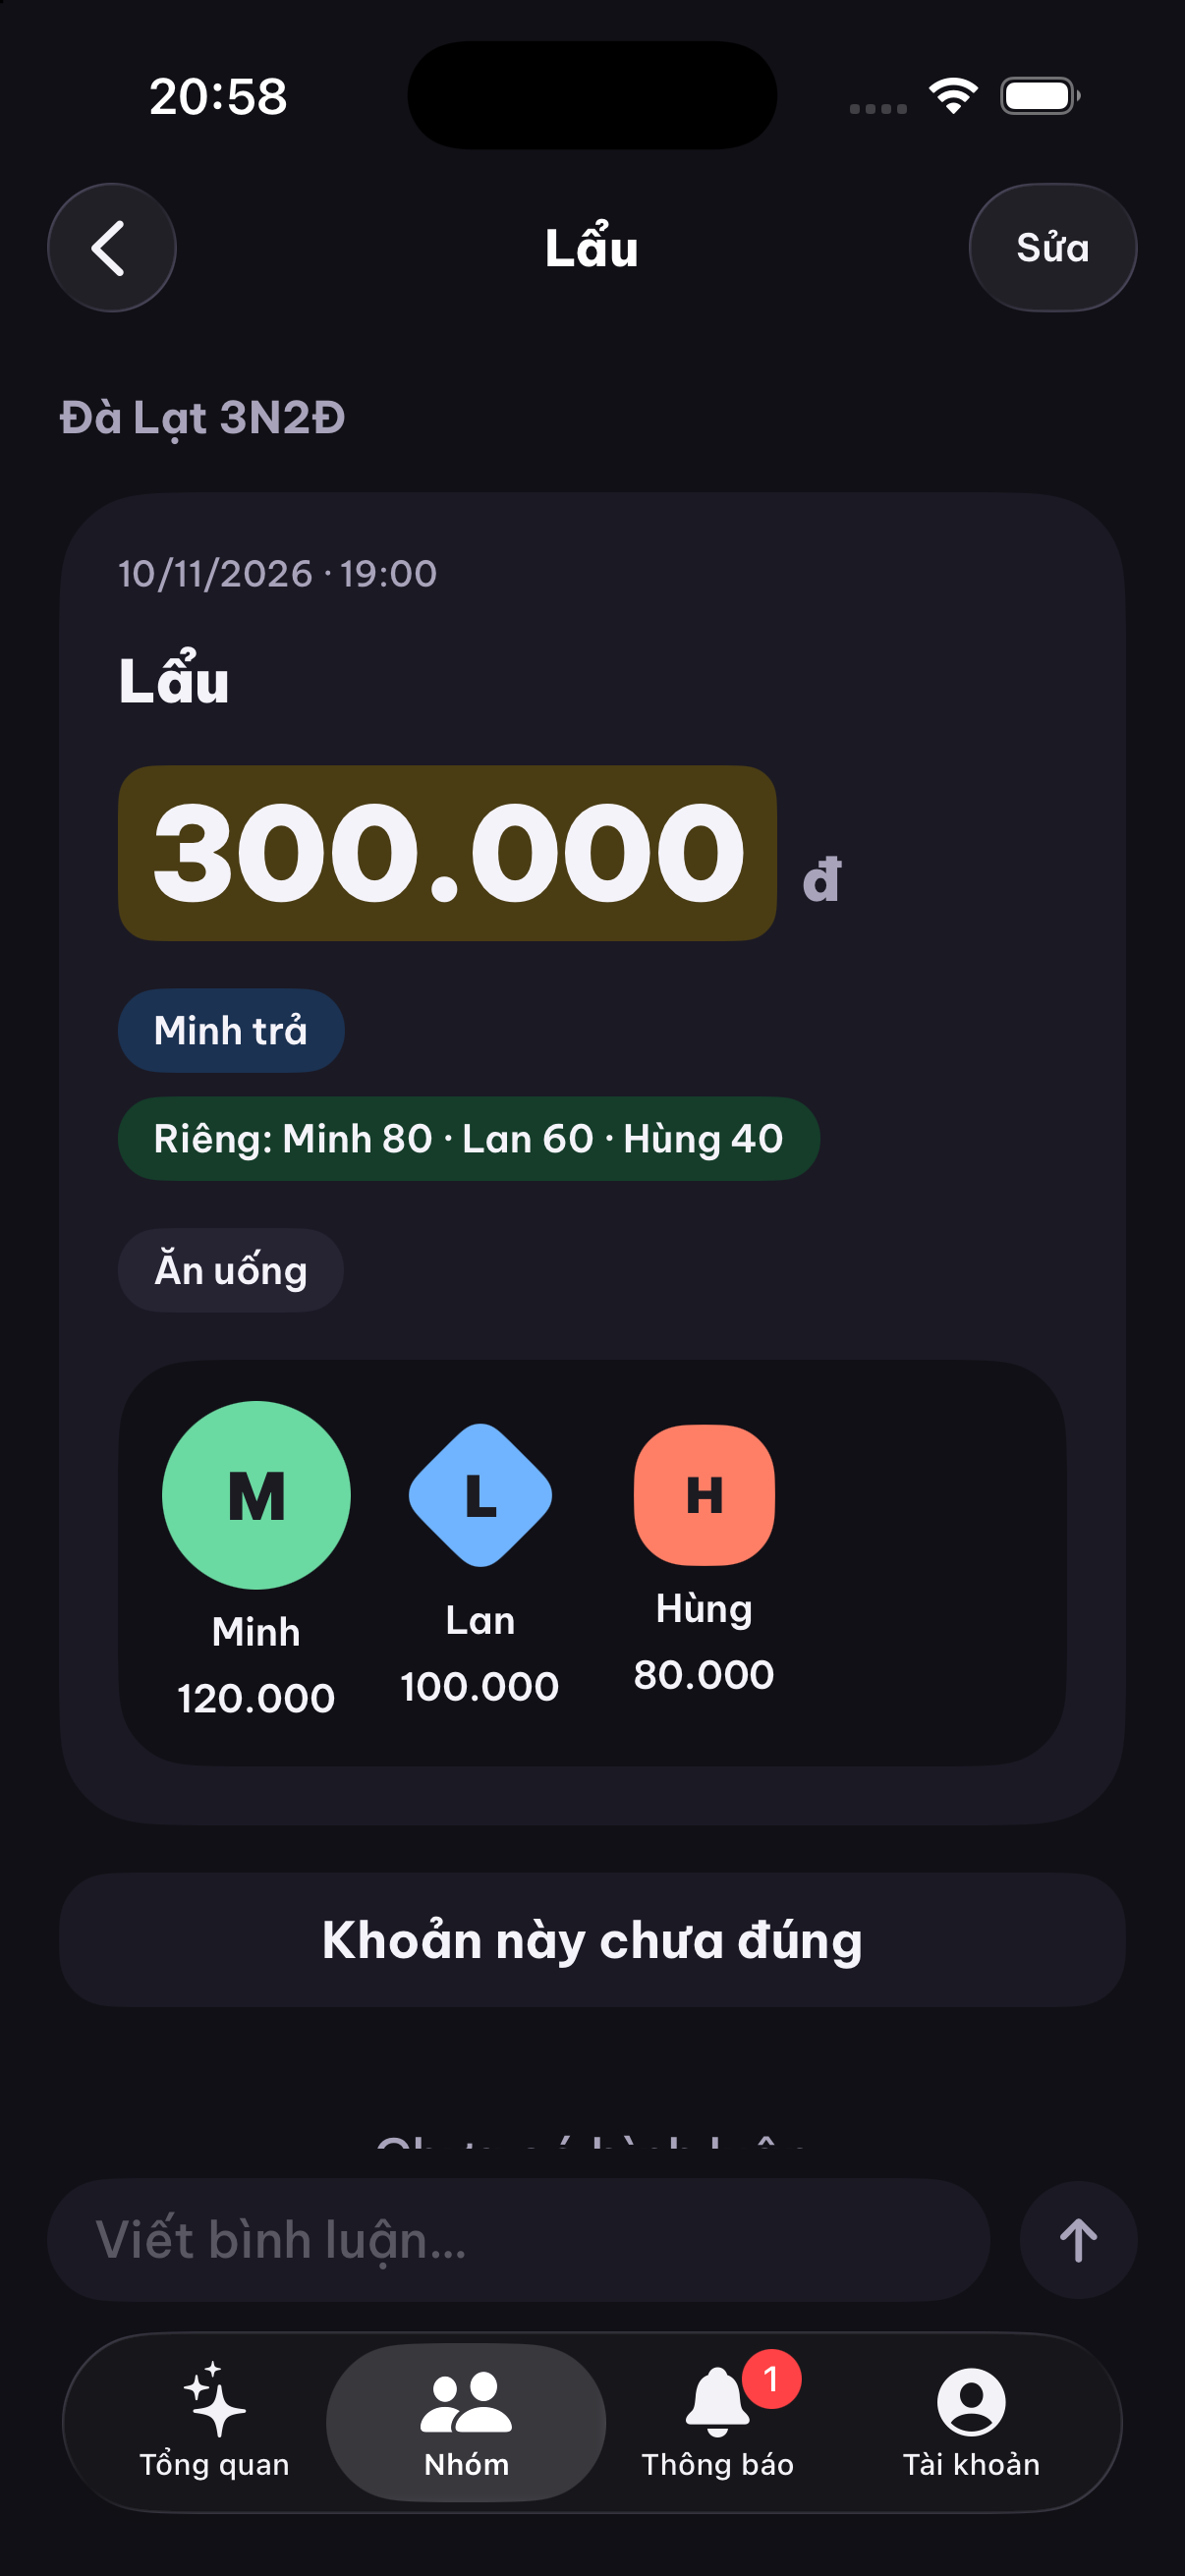 20:58
Lẩu
Sửa
Đà Lạt 3N2Đ
10/11/2026 · 19:00
Lẩu
300.000 đ
Minh trả
Riêng: Minh 80 · Lan 60 · Hùng 40
Ăn uống
M L H
Minh Lan Hùng
120.000 100.000 80.000
Khoản này chưa đúng
Viết bình luận...
1
Tổng quan Nhóm Thông báo Tài khoản